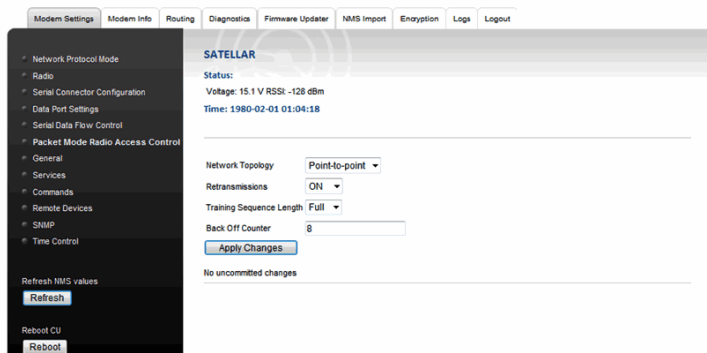 Modem Settings Modem Info Routing Diagnostics Firmware Updater NMS Import Encryption Logs Logout
Network Protocol Mode
Radio
Serial Connector Configuration
Data Port Settings
Serial Data Flow Control
Packet Mode Radio Access Control
General
Services
Commands
Remote Devices
SNMP
Time Control
Refresh NMS values
Refresh
Reboot CU
Reboot
SATELLAR
Status:
Voltage: 15.1 V RSSI: -128 dBm
Time: 1980-02-01 01:04:18
Network Topology Point-to-point
Retransmissions ON
Training Sequence Length Full
Back Off Counter 8
Apply Changes
No uncommitted changes